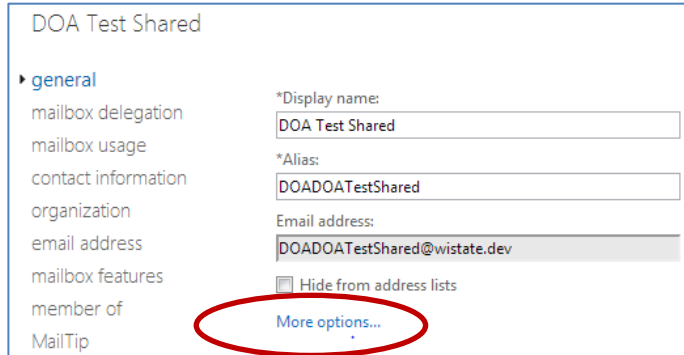 DOA Test Shared
general
mailbox delegation
mailbox usage
contact information
organization
email address
mailbox features
member of
MailTip
*Display name:
DOA Test Shared
*Alias:
DOADOATestShared
Email address:
DOADOATestShared@wistate.dev
Hide from address lists
More options...